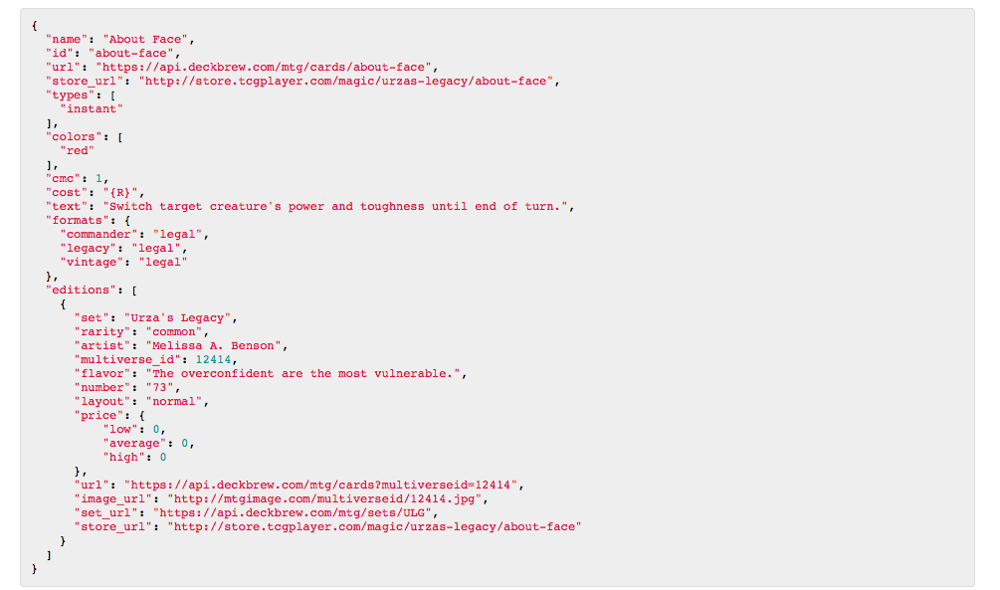 {
  "name": "About Face",
  "id": "about-face",
  "url": "https://api.deckbrew.com/mtg/cards/about-face",
  "store_url": "http://store.tcgplayer.com/magic/urzas-legacy/about-face",
  "types": [
    "instant"
  ],
  "colors": [
    "red"
  ],
  "cmc": 1,
  "cost": "{R}",
  "text": "Switch target creature's power and toughness until end of turn.",
  "formats": {
    "commander": "legal",
    "legacy": "legal",
    "vintage": "legal"
  },
  "editions": [
    {
      "set": "Urza's Legacy",
      "rarity": "common",
      "artist": "Melissa A. Benson",
      "multiverse_id": 12414,
      "flavor": "The overconfident are the most vulnerable.",
      "number": "73",
      "layout": "normal",
      "price": {
          "low": 0,
          "average": 0,
          "high": 0
      },
      "url": "https://api.deckbrew.com/mtg/cards?multiverseid=12414",
      "image_url": "http://mtgimage.com/multiverseid/12414.jpg",
      "set_url": "https://api.deckbrew.com/mtg/sets/ULG",
      "store_url": "http://store.tcgplayer.com/magic/urzas-legacy/about-face"
    }
  ]
}